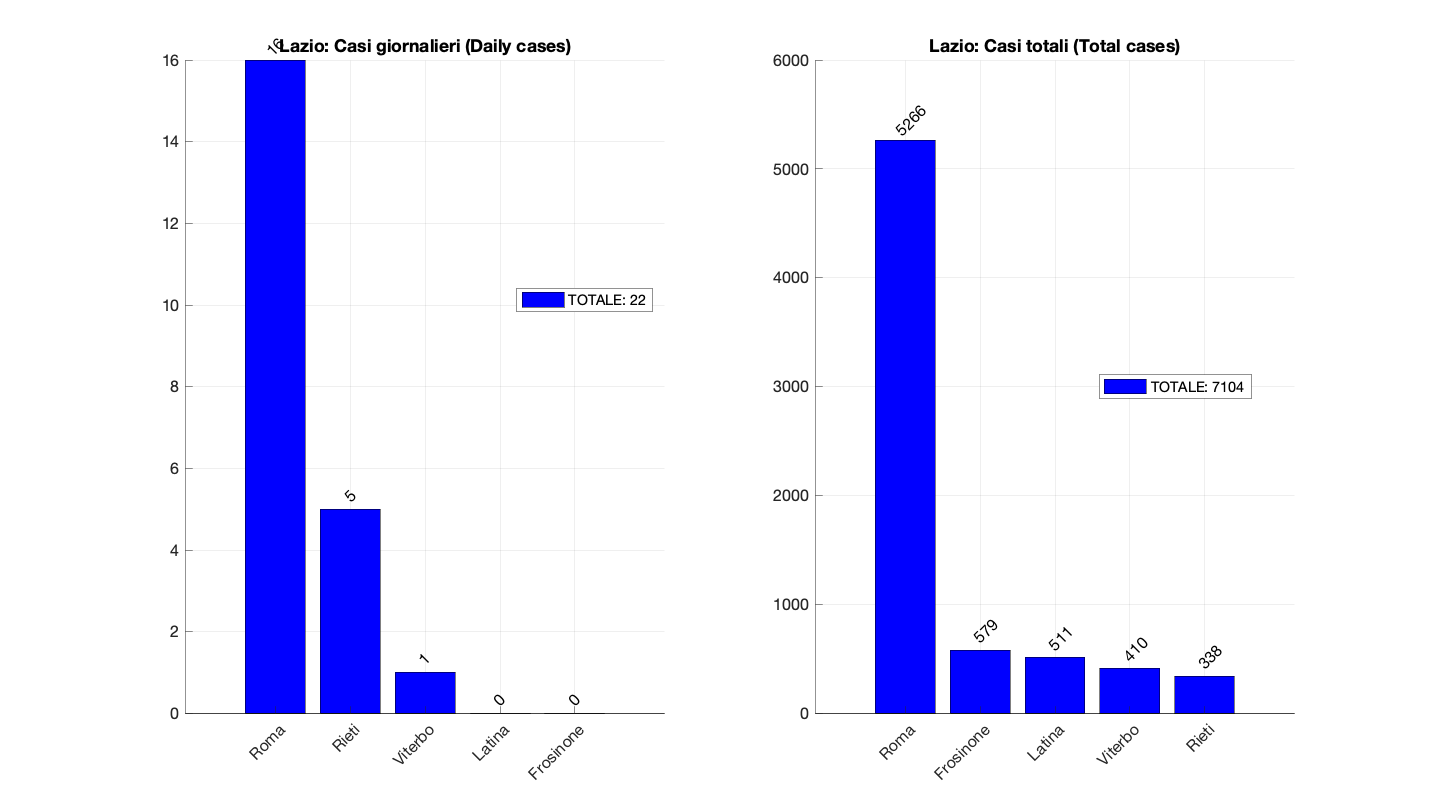 Lazio: Casi giornalieri (Daily cases)
16
16
14
12
10
8
6
4
2
0
5
1
0
0
TOTALE: 22
Roma
Rieti
Viterbo
Latina
Frosinone
Lazio: Casi totali (Total cases)
6000
5000
4000
3000
2000
1000
0
5266
579
511
410
338
TOTALE: 7104
Roma
Frosinone
Latina
Viterbo
Rieti